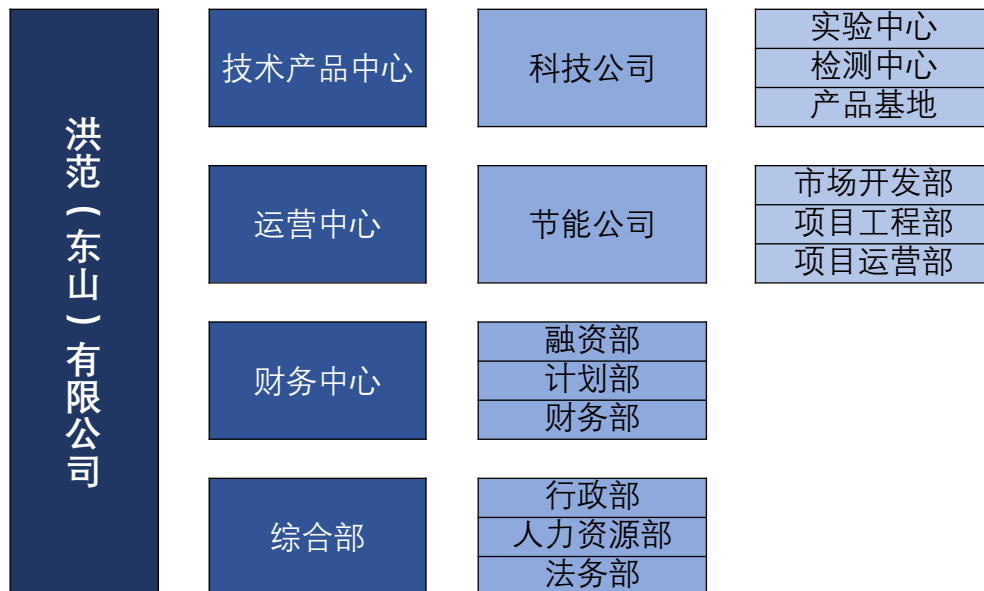 洪范（东山）有限公司
技术产品中心
科技公司
实验中心
检测中心
产品基地
运营中心
节能公司
市场开发部
项目工程部
项目运营部
财务中心
融资部
计划部
财务部
综合部
行政部
人力资源部
法务部